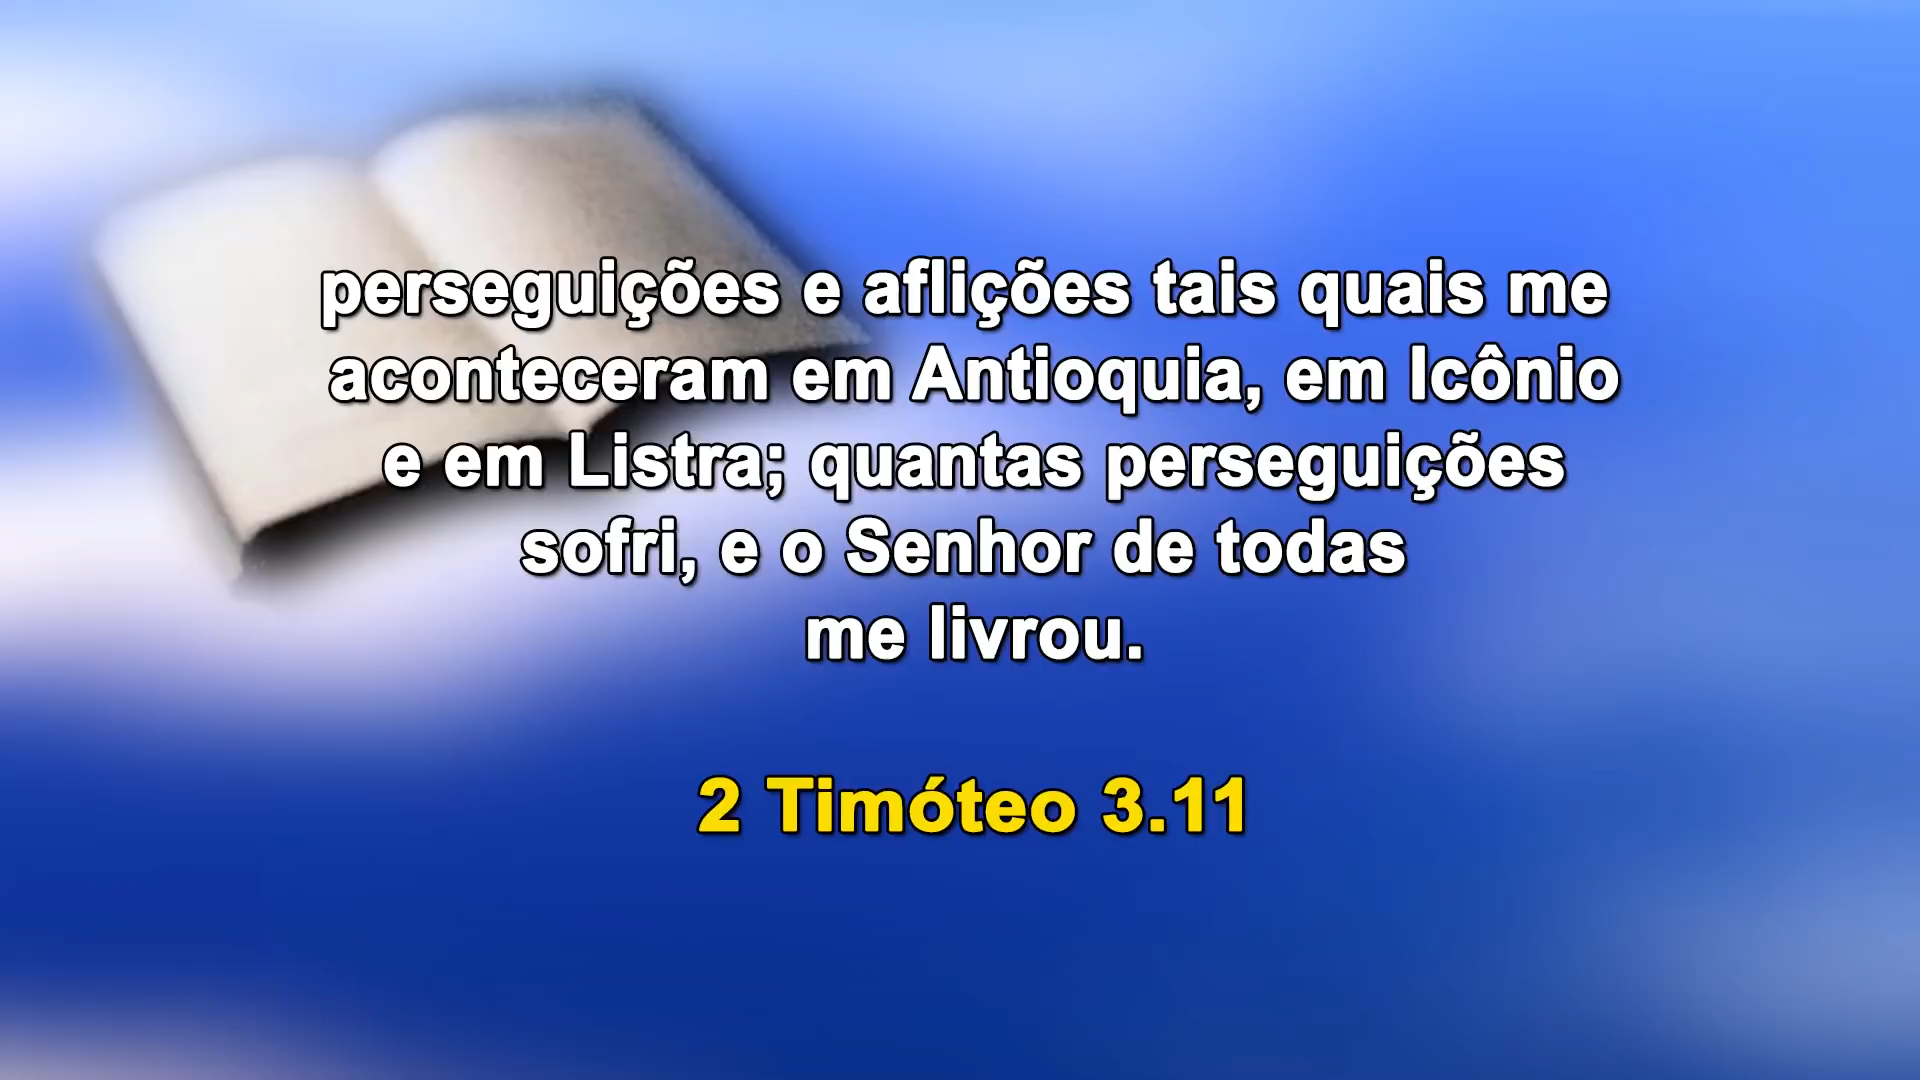 perseguições e aflições tais quais me
aconteceram em Antioquia, em Icônio
e em Listra; quantas perseguições
sofri, e o Senhor de todas
me livrou.
2 Timóteo 3.11